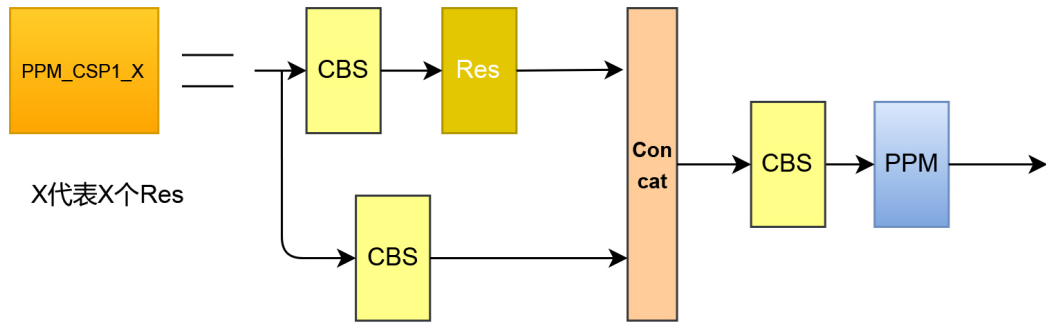 PPM_CSP1_X
CBS
Res
Con
cat
CBS
PPM
X代表X个Res
CBS